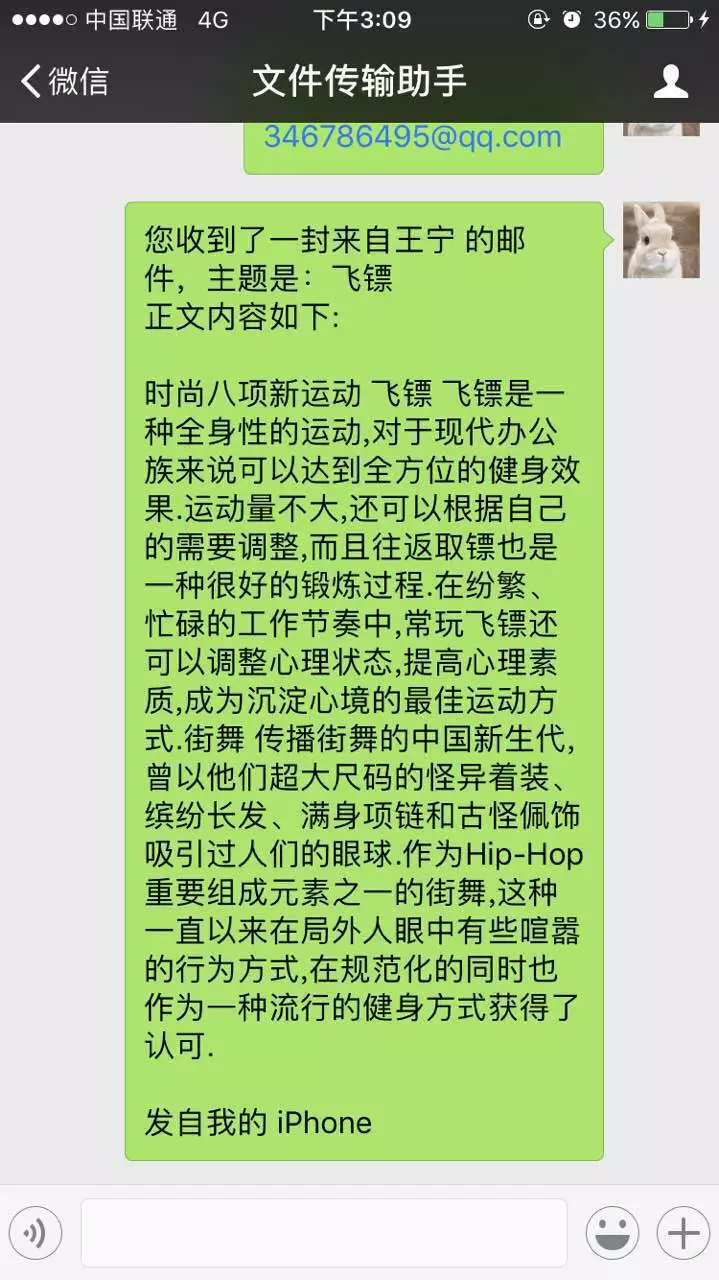 中国联通 4G 下午3:09 36%
微信 文件传输助手
346786495@qq.com
您收到了一封来自王宁 的邮
件，主题是：飞镖
正文内容如下:
时尚八项新运动 飞镖 飞镖是一
种全身性的运动,对于现代办公
族来说可以达到全方位的健身效
果.运动量不大,还可以根据自己
的需要调整,而且往返取镖也是
一种很好的锻炼过程.在纷繁、
忙碌的工作节奏中,常玩飞镖还
可以调整心理状态,提高心理素
质,成为沉淀心境的最佳运动方
式.街舞 传播街舞的中国新生代,
曾以他们超大尺码的怪异着装、
缤纷长发、满身项链和古怪佩饰
吸引过人们的眼球.作为Hip-Hop
重要组成元素之一的街舞,这种
一直以来在局外人眼中有些喧嚣
的行为方式,在规范化的同时也
作为一种流行的健身方式获得了
认可.
发自我的 iPhone